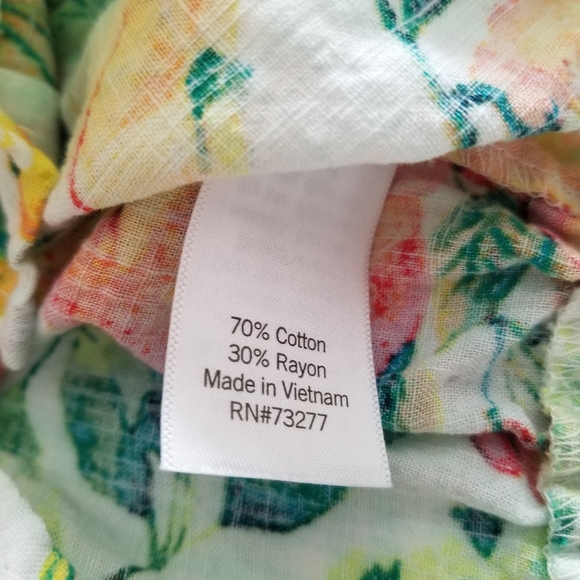 70% Cotton
30% Rayon
Made in Vietnam
RN#73277